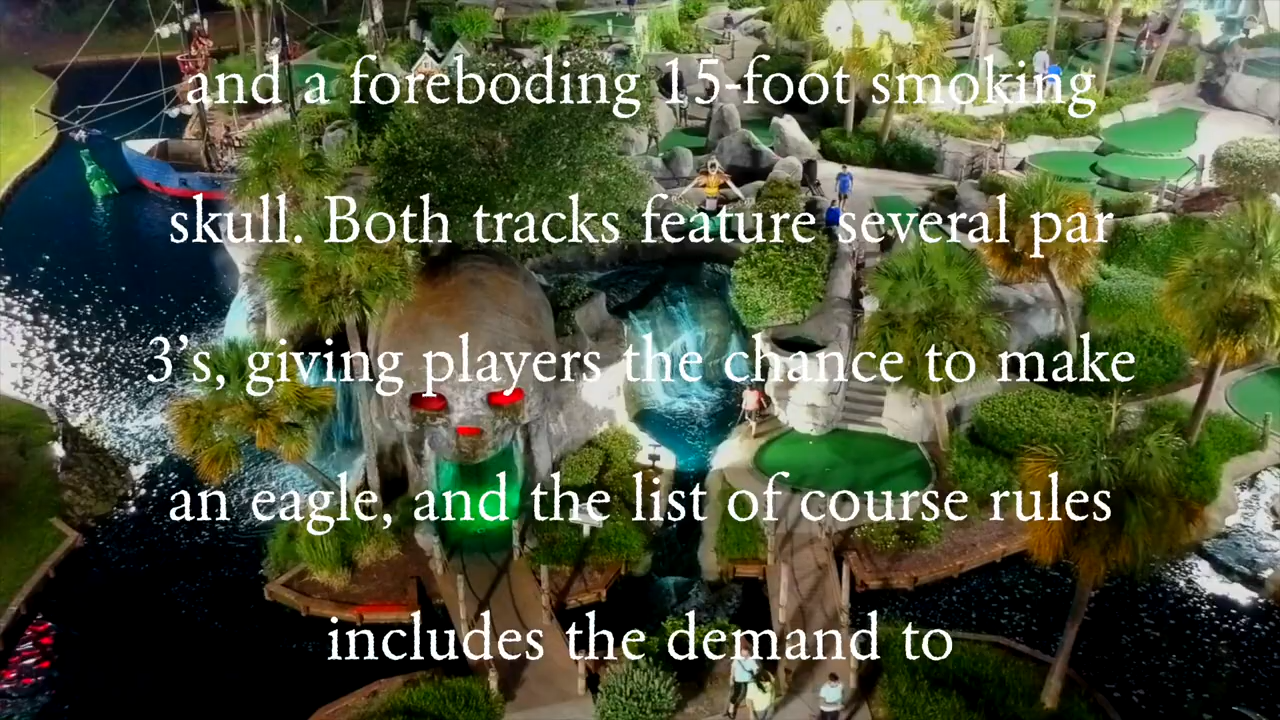 and a foreboding 15-foot smoking
skull. Both tracks feature several par
3's, giving players the chance to make
an eagle, and the list of course rules
includes the demand to